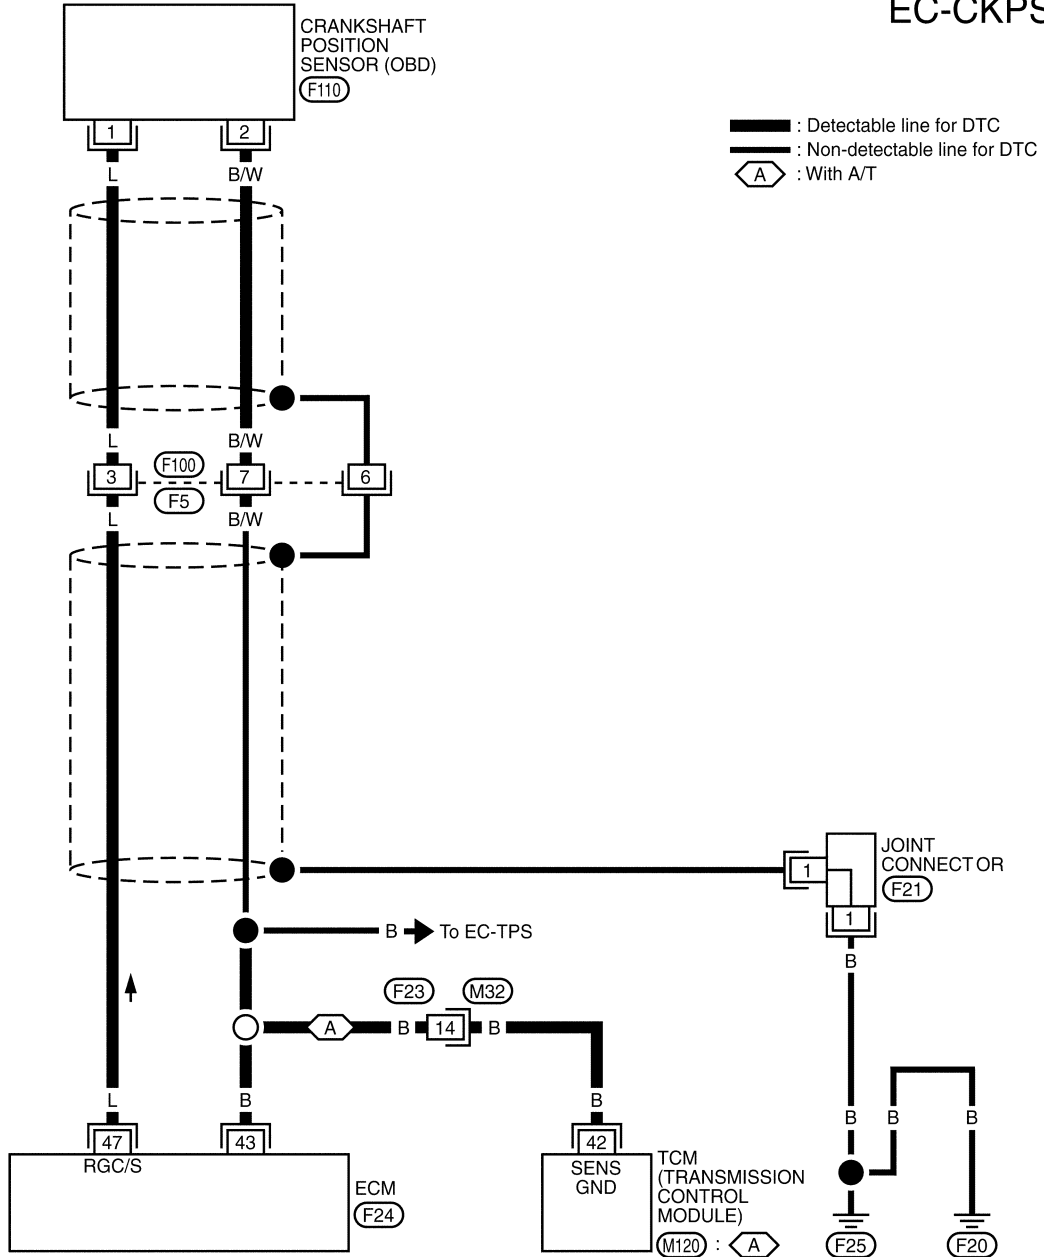 EC-CKPS
CRANKSHAFT
POSITION
SENSOR (OBD)
F110
1
2
: Detectable line for DTC
: Non-detectable line for DTC
A : With A/T
L
B/W
L
B/W
3
F100
7
6
F5
L
B/W
1
JOINT
CONNECTOR
F21
1
B
B To EC-TPS
F23
M32
A
B
14
B
L
B
B
B
B
B
47
43
42
RGC/S
ECM
F24
SENS
GND
TCM
(TRANSMISSION
CONTROL
MODULE)
M120 : A
F25
F20